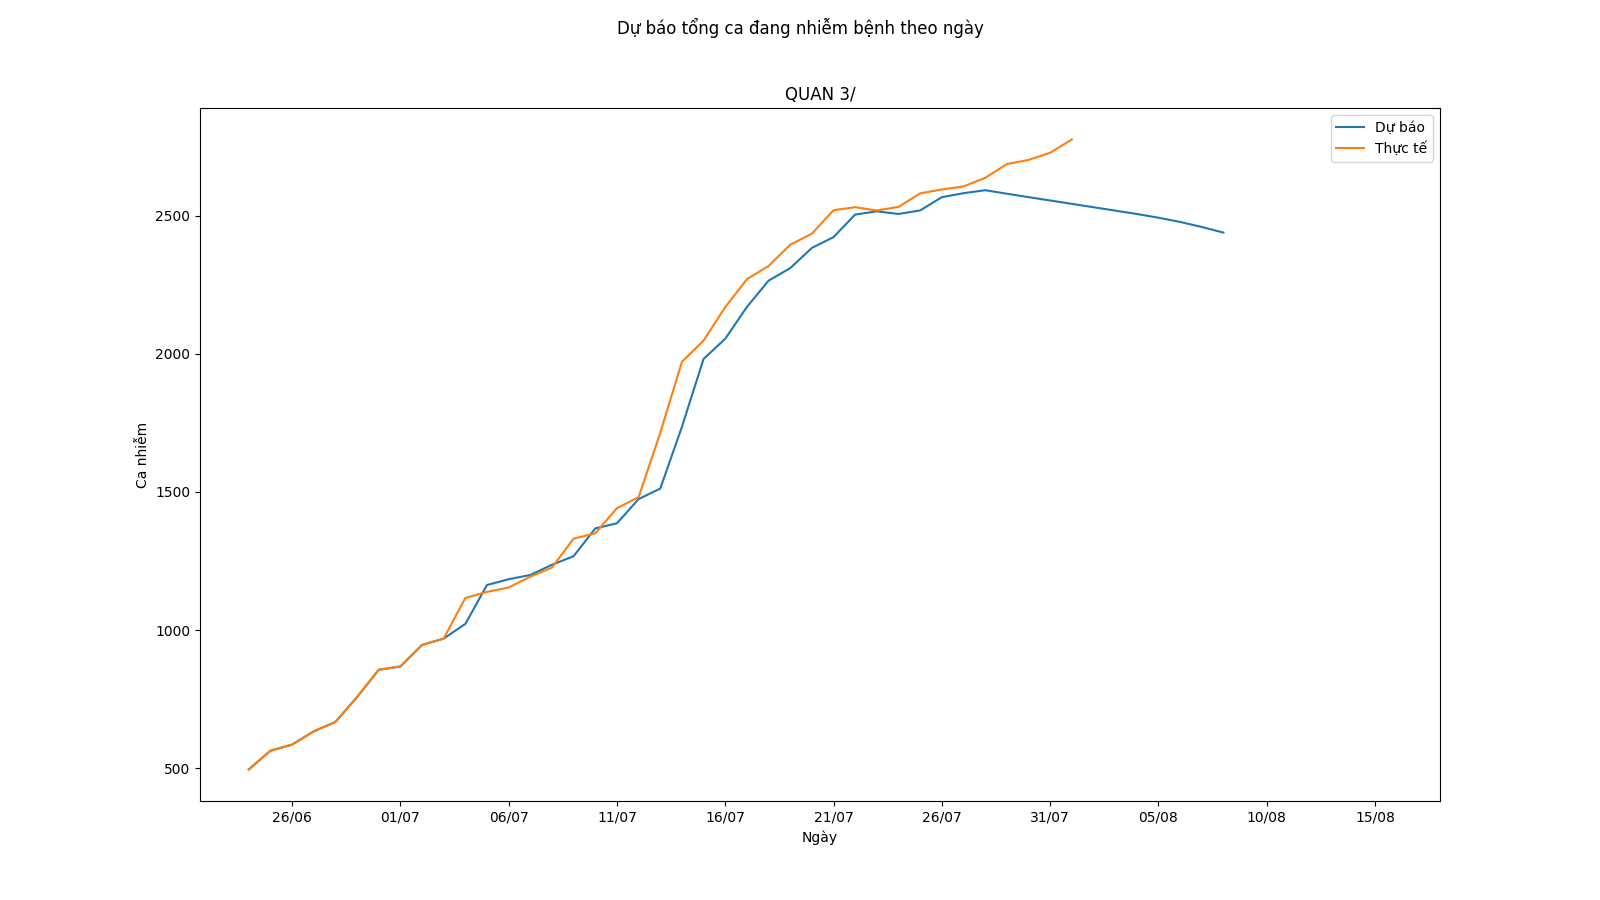 Dự báo tổng ca đang nhiễm bệnh theo ngày
QUAN 3/
Dự báo
Thực tế
Ca nhiễm
2500
2000
1500
1000
500
26/06
01/07
06/07
11/07
16/07
21/07
26/07
31/07
05/08
10/08
15/08
Ngày